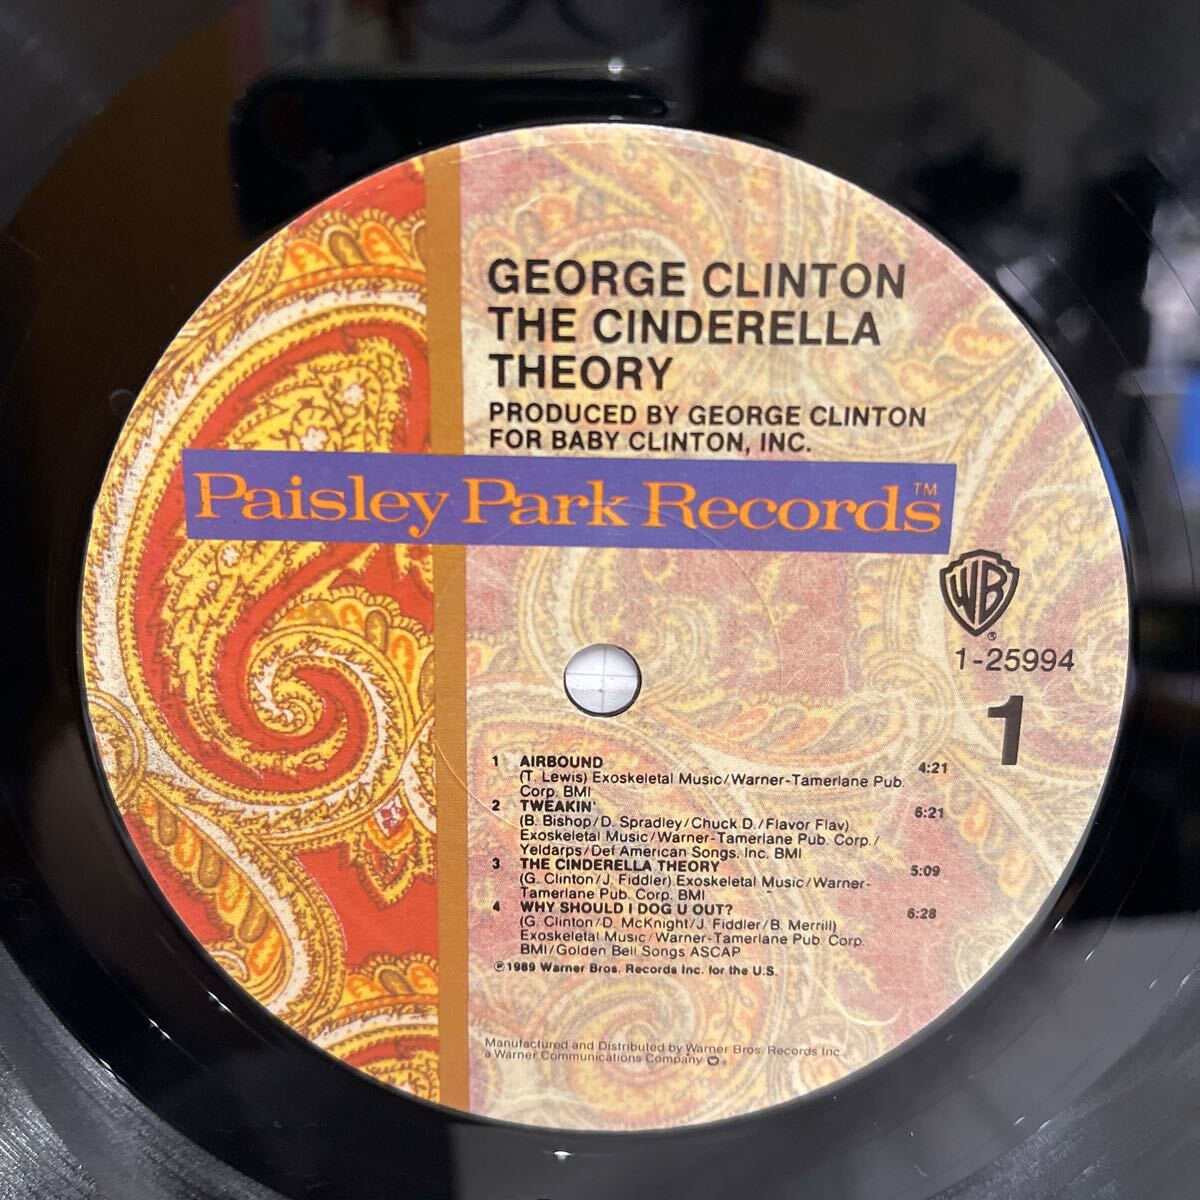 GEORGE CLINTON
THE CINDERELLA
THEORY
PRODUCED BY GEORGE CLINTON
FOR BABY CLINTON, INC.
Paisley Park Records™
WB
®
1-25994
1
1 AIRBOUND 4:21
(T. Lewis) Exoskeletal Music/Warner-Tamerlane Pub.
Corp. BMI
2 TWEAKIN' 6:21
(B. Bishop/D. Spradley/Chuck D./Flavor Flav)
Exoskeletal Music/Warner-Tamerlane Pub. Corp./
Yeldarps/Def American Songs, Inc. BMI
3 THE CINDERELLA THEORY 5:09
(G. Clinton/J. Fiddler) Exoskeletal Music/Warner-
Tamerlane Pub. Corp. BMI
4 WHY SHOULD I DOG U OUT? 6:28
(G. Clinton/D. McKnight/J. Fiddler/B. Merrill)
Exoskeletal Music/Warner-Tamerlane Pub. Corp.
BMI/Golden Bell Songs ASCAP
℗1989 Warner Bros. Records Inc. for the U.S.
Manufactured and Distributed by Warner Bros. Records Inc.,
a Warner Communications Company ®